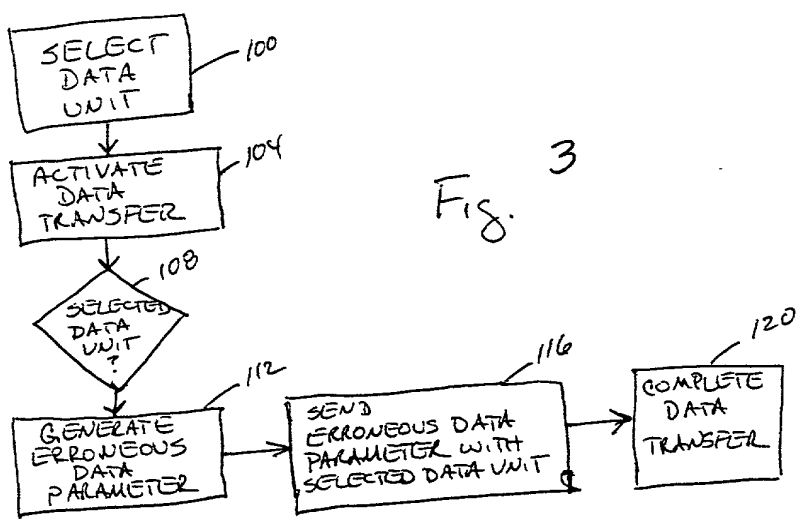 SELECT
DATA
UNIT
100
ACTIVATE
DATA
TRANSFER
104
Fig. 3
SELECTED
DATA
UNIT
?
108
GENERATE
ERRONEOUS
DATA
PARAMETER
112
SEND
ERRONEOUS DATA
PARAMETER WITH
SELECTED DATA UNIT
116
COMPLETE
DATA
TRANSFER
120